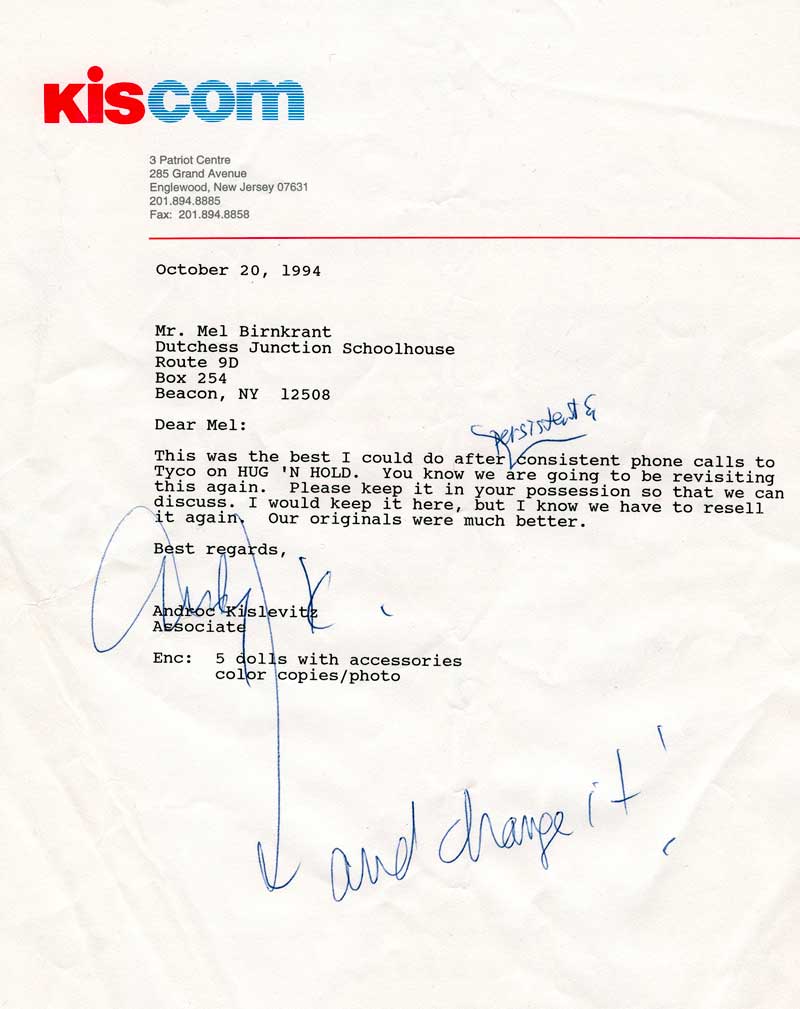 Kiscom
3 Patriot Centre
285 Grand Avenue
Englewood, New Jersey 07631
201.894.8885
Fax: 201.894.8858
October 20, 1994
Mr. Mel Birnkrant
Dutchess Junction Schoolhouse
Route 9D
Box 254
Beacon, NY 12508
Dear Mel:
persistent &
This was the best I could do after consistent phone calls to
Tyco on HUG 'N HOLD. You know we are going to be revisiting
this again. Please keep it in your possession so that we can
discuss. I would keep it here, but I know we have to resell
it again. Our originals were much better.
Best regards,
Andy K.
Androc Kislevitz
Associate
Enc: 5 dolls with accessories
color copies/photo
and change it!